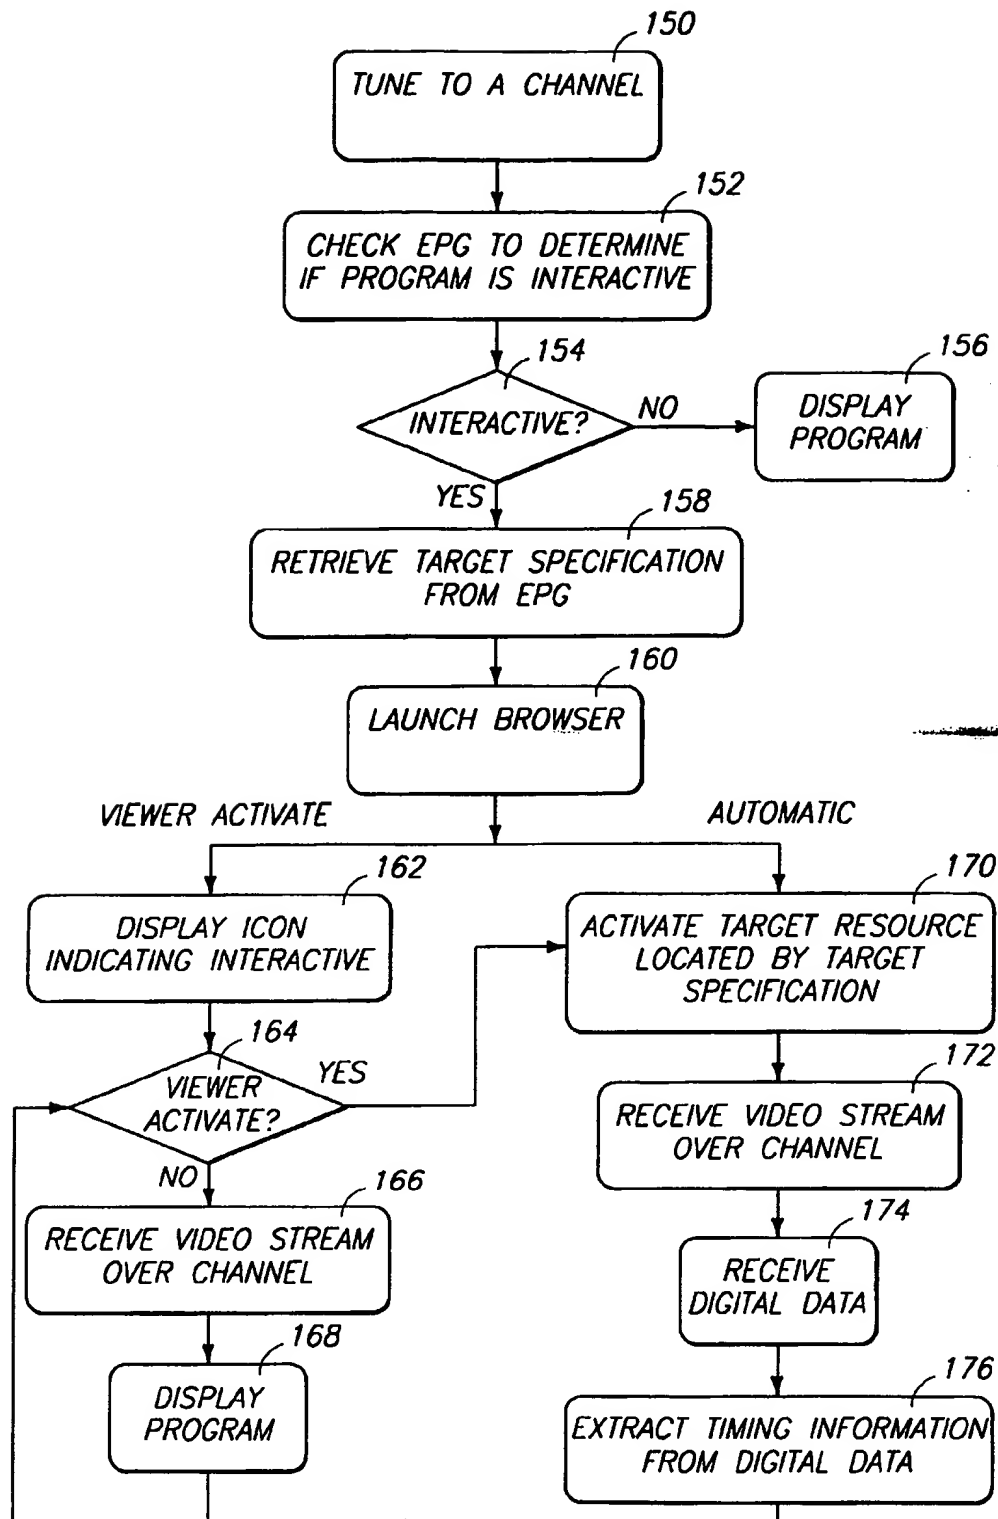 150
TUNE TO A CHANNEL
152
CHECK EPG TO DETERMINE
IF PROGRAM IS INTERACTIVE
154
INTERACTIVE?
NO
156
DISPLAY
PROGRAM
YES
158
RETRIEVE TARGET SPECIFICATION
FROM EPG
160
LAUNCH BROWSER
VIEWER ACTIVATE
AUTOMATIC
162
DISPLAY ICON
INDICATING INTERACTIVE
164
VIEWER
ACTIVATE?
YES
NO
166
RECEIVE VIDEO STREAM
OVER CHANNEL
168
DISPLAY
PROGRAM
170
ACTIVATE TARGET RESOURCE
LOCATED BY TARGET
SPECIFICATION
172
RECEIVE VIDEO STREAM
OVER CHANNEL
174
RECEIVE
DIGITAL DATA
176
EXTRACT TIMING INFORMATION
FROM DIGITAL DATA